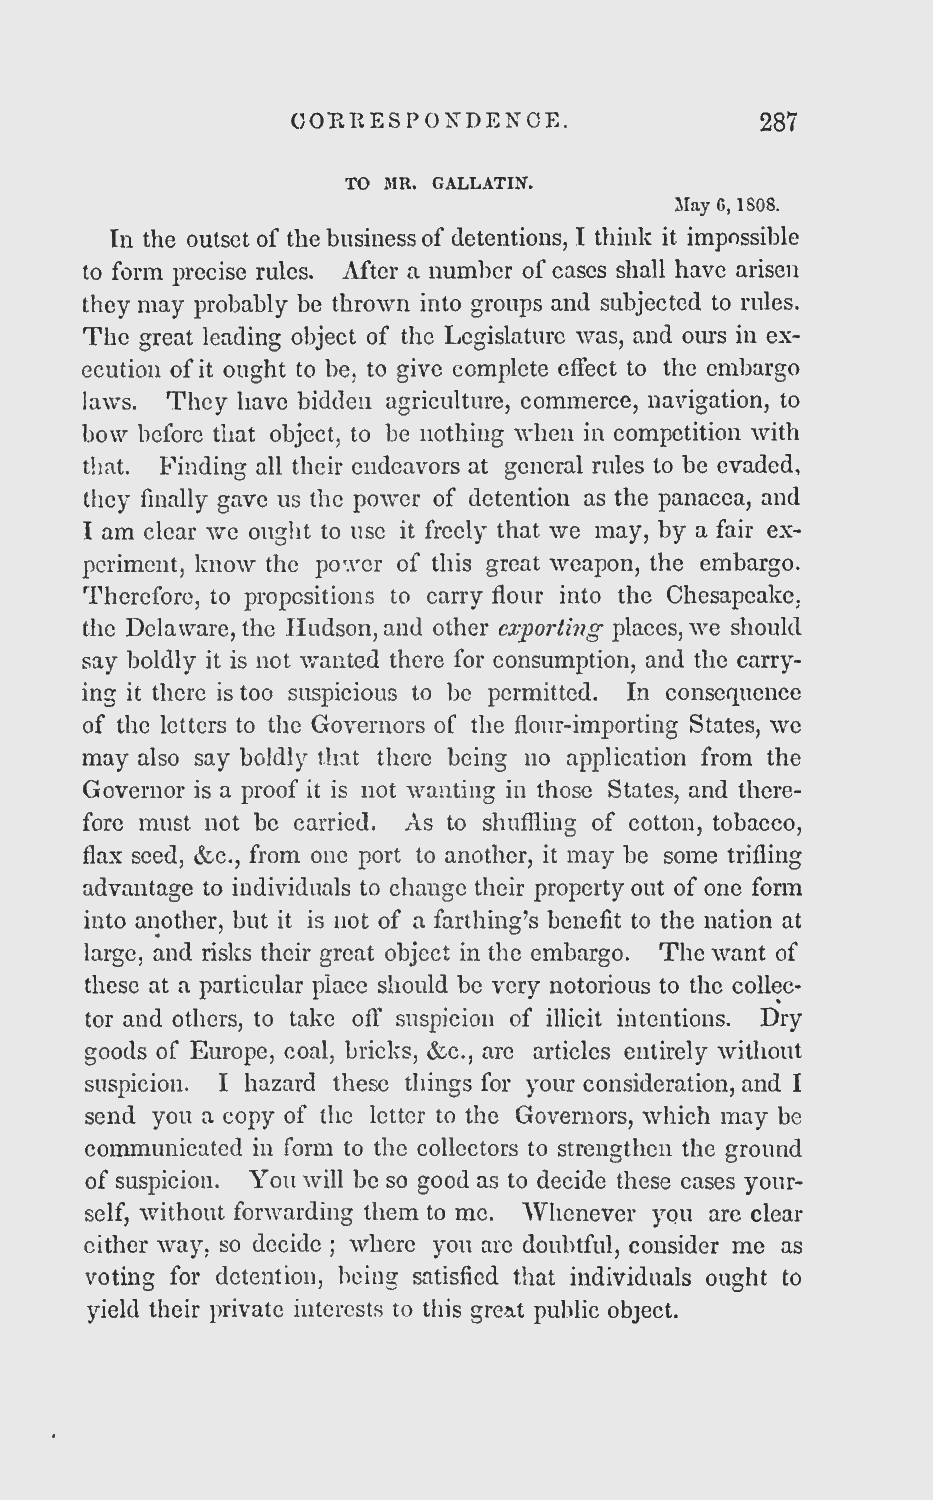 CORRESPONDENCE. 287
TO MR. GALLATIN.
May 6, 1808.
In the outset of the business of detentions, I think it impossible
to form precise rules. After a number of cases shall have arisen
they may probably be thrown into groups and subjected to rules.
The great leading object of the Legislature was, and ours in ex-
ecution of it ought to be, to give complete effect to the embargo
laws. They have bidden agriculture, commerce, navigation, to
bow before that object, to be nothing when in competition with
that. Finding all their endeavors at general rules to be evaded,
they finally gave us the power of detention as the panacea, and
I am clear we ought to use it freely that we may, by a fair ex-
periment, know the power of this great weapon, the embargo.
Therefore, to propositions to carry flour into the Chesapeake,
the Delaware, the Hudson, and other exporting places, we should
say boldly it is not wanted there for consumption, and the carry-
ing it there is too suspicious to be permitted. In consequence
of the letters to the Governors of the flour-importing States, we
may also say boldly that there being no application from the
Governor is a proof it is not wanting in those States, and there-
fore must not be carried. As to shuffling of cotton, tobacco,
flax seed, &c., from one port to another, it may be some trifling
advantage to individuals to change their property out of one form
into another, but it is not of a farthing's benefit to the nation at
large, and risks their great object in the embargo. The want of
these at a particular place should be very notorious to the collec-
tor and others, to take off suspicion of illicit intentions. Dry
goods of Europe, coal, bricks, &c., are articles entirely without
suspicion. I hazard these things for your consideration, and I
send you a copy of the letter to the Governors, which may be
communicated in form to the collectors to strengthen the ground
of suspicion. You will be so good as to decide these cases your-
self, without forwarding them to me. Whenever you are clear
either way, so decide ; where you are doubtful, consider me as
voting for detention, being satisfied that individuals ought to
yield their private interests to this great public object.